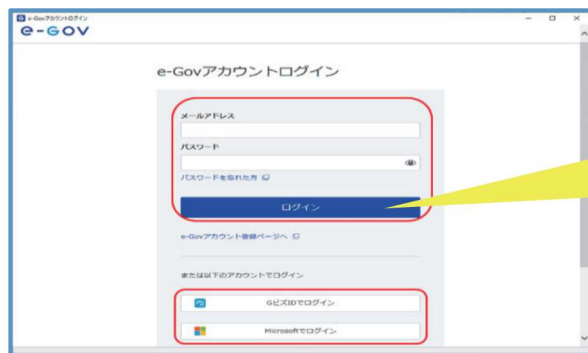 e-Govアカウントログイン
e-GOV
e-Govアカウントログイン
メールアドレス
パスワード
パスワードを忘れた方
ログイン
e-Govアカウント登録ページへ
または以下のアカウントでログイン
GビズIDでログイン
Microsoftでログイン